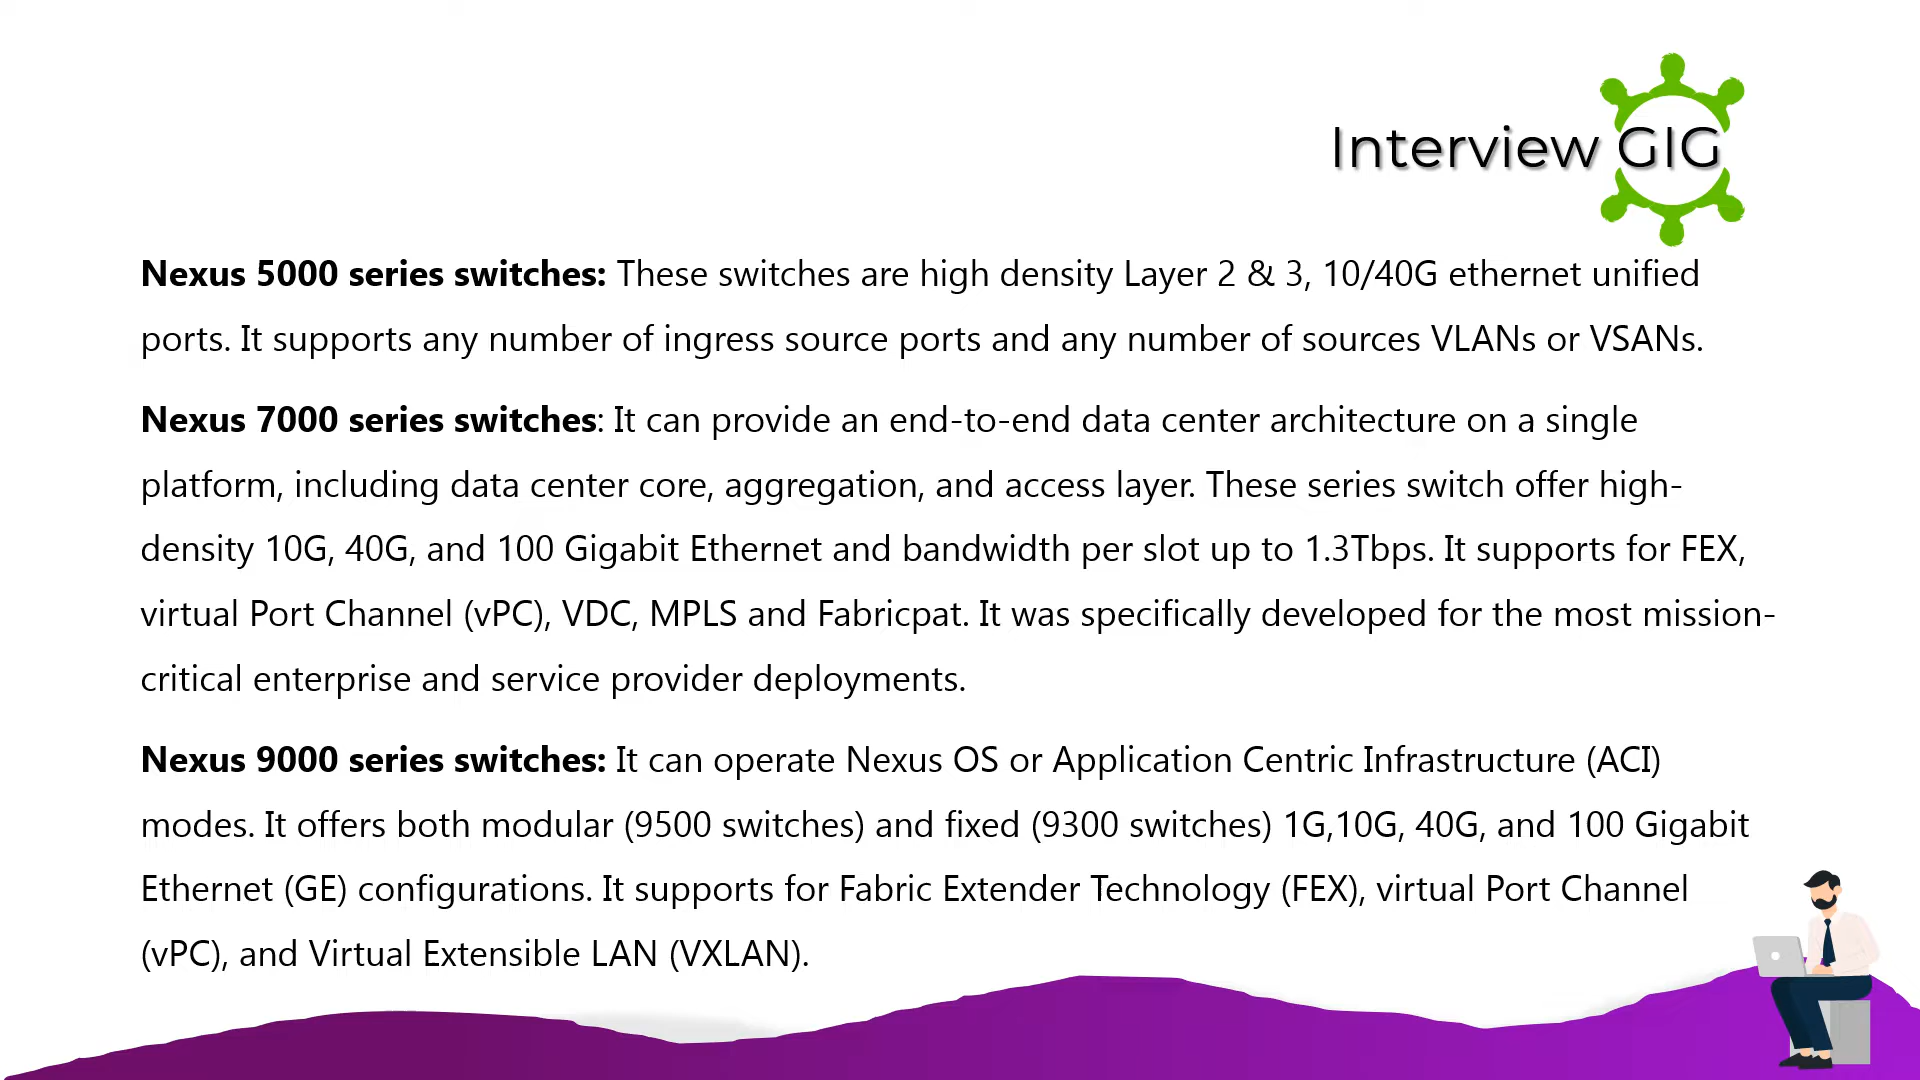 Interview GIG
Nexus 5000 series switches: These switches are high density Layer 2 & 3, 10/40G ethernet unified
ports. It supports any number of ingress source ports and any number of sources VLANs or VSANs.
Nexus 7000 series switches: It can provide an end-to-end data center architecture on a single
platform, including data center core, aggregation, and access layer. These series switch offer high-
density 10G, 40G, and 100 Gigabit Ethernet and bandwidth per slot up to 1.3Tbps. It supports for FEX,
virtual Port Channel (vPC), VDC, MPLS and Fabricpat. It was specifically developed for the most mission-
critical enterprise and service provider deployments.
Nexus 9000 series switches: It can operate Nexus OS or Application Centric Infrastructure (ACI)
modes. It offers both modular (9500 switches) and fixed (9300 switches) 1G,10G, 40G, and 100 Gigabit
Ethernet (GE) configurations. It supports for Fabric Extender Technology (FEX), virtual Port Channel
(vPC), and Virtual Extensible LAN (VXLAN).